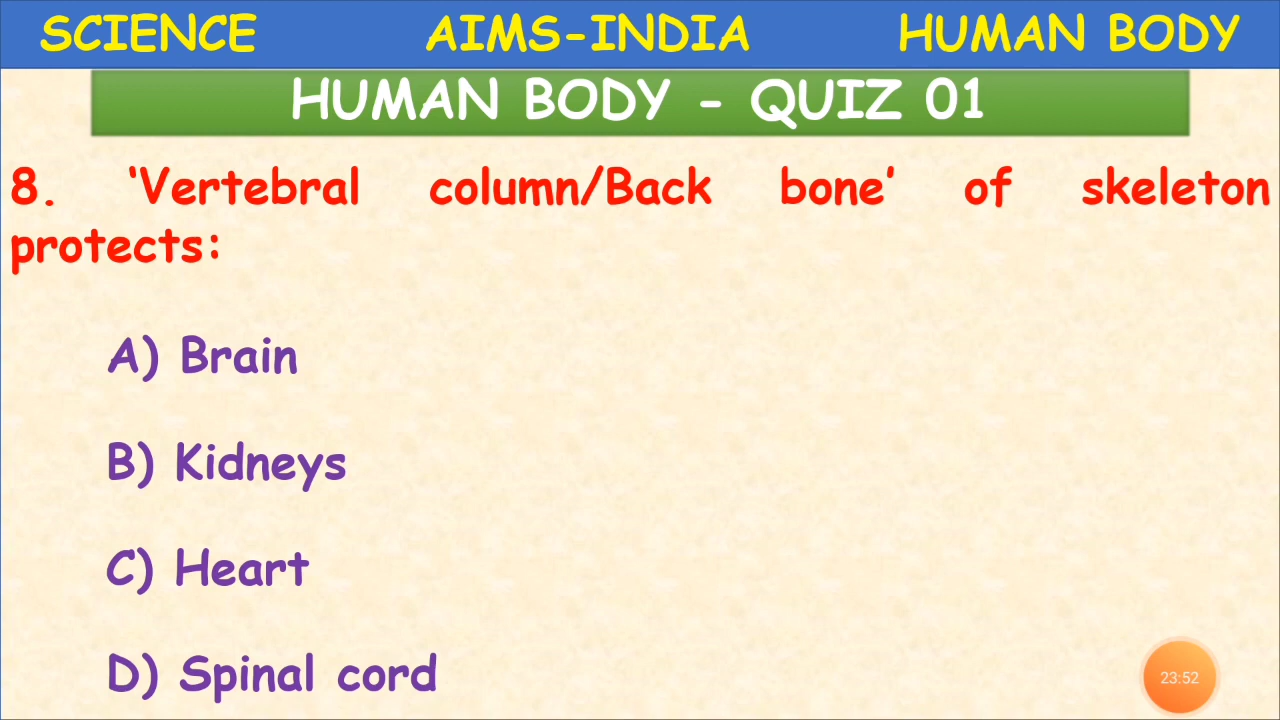 SCIENCE AIMS-INDIA HUMAN BODY
HUMAN BODY - QUIZ 01
8. ‘Vertebral column/Back bone’ of skeleton
protects:
A) Brain
B) Kidneys
C) Heart
D) Spinal cord
23:52